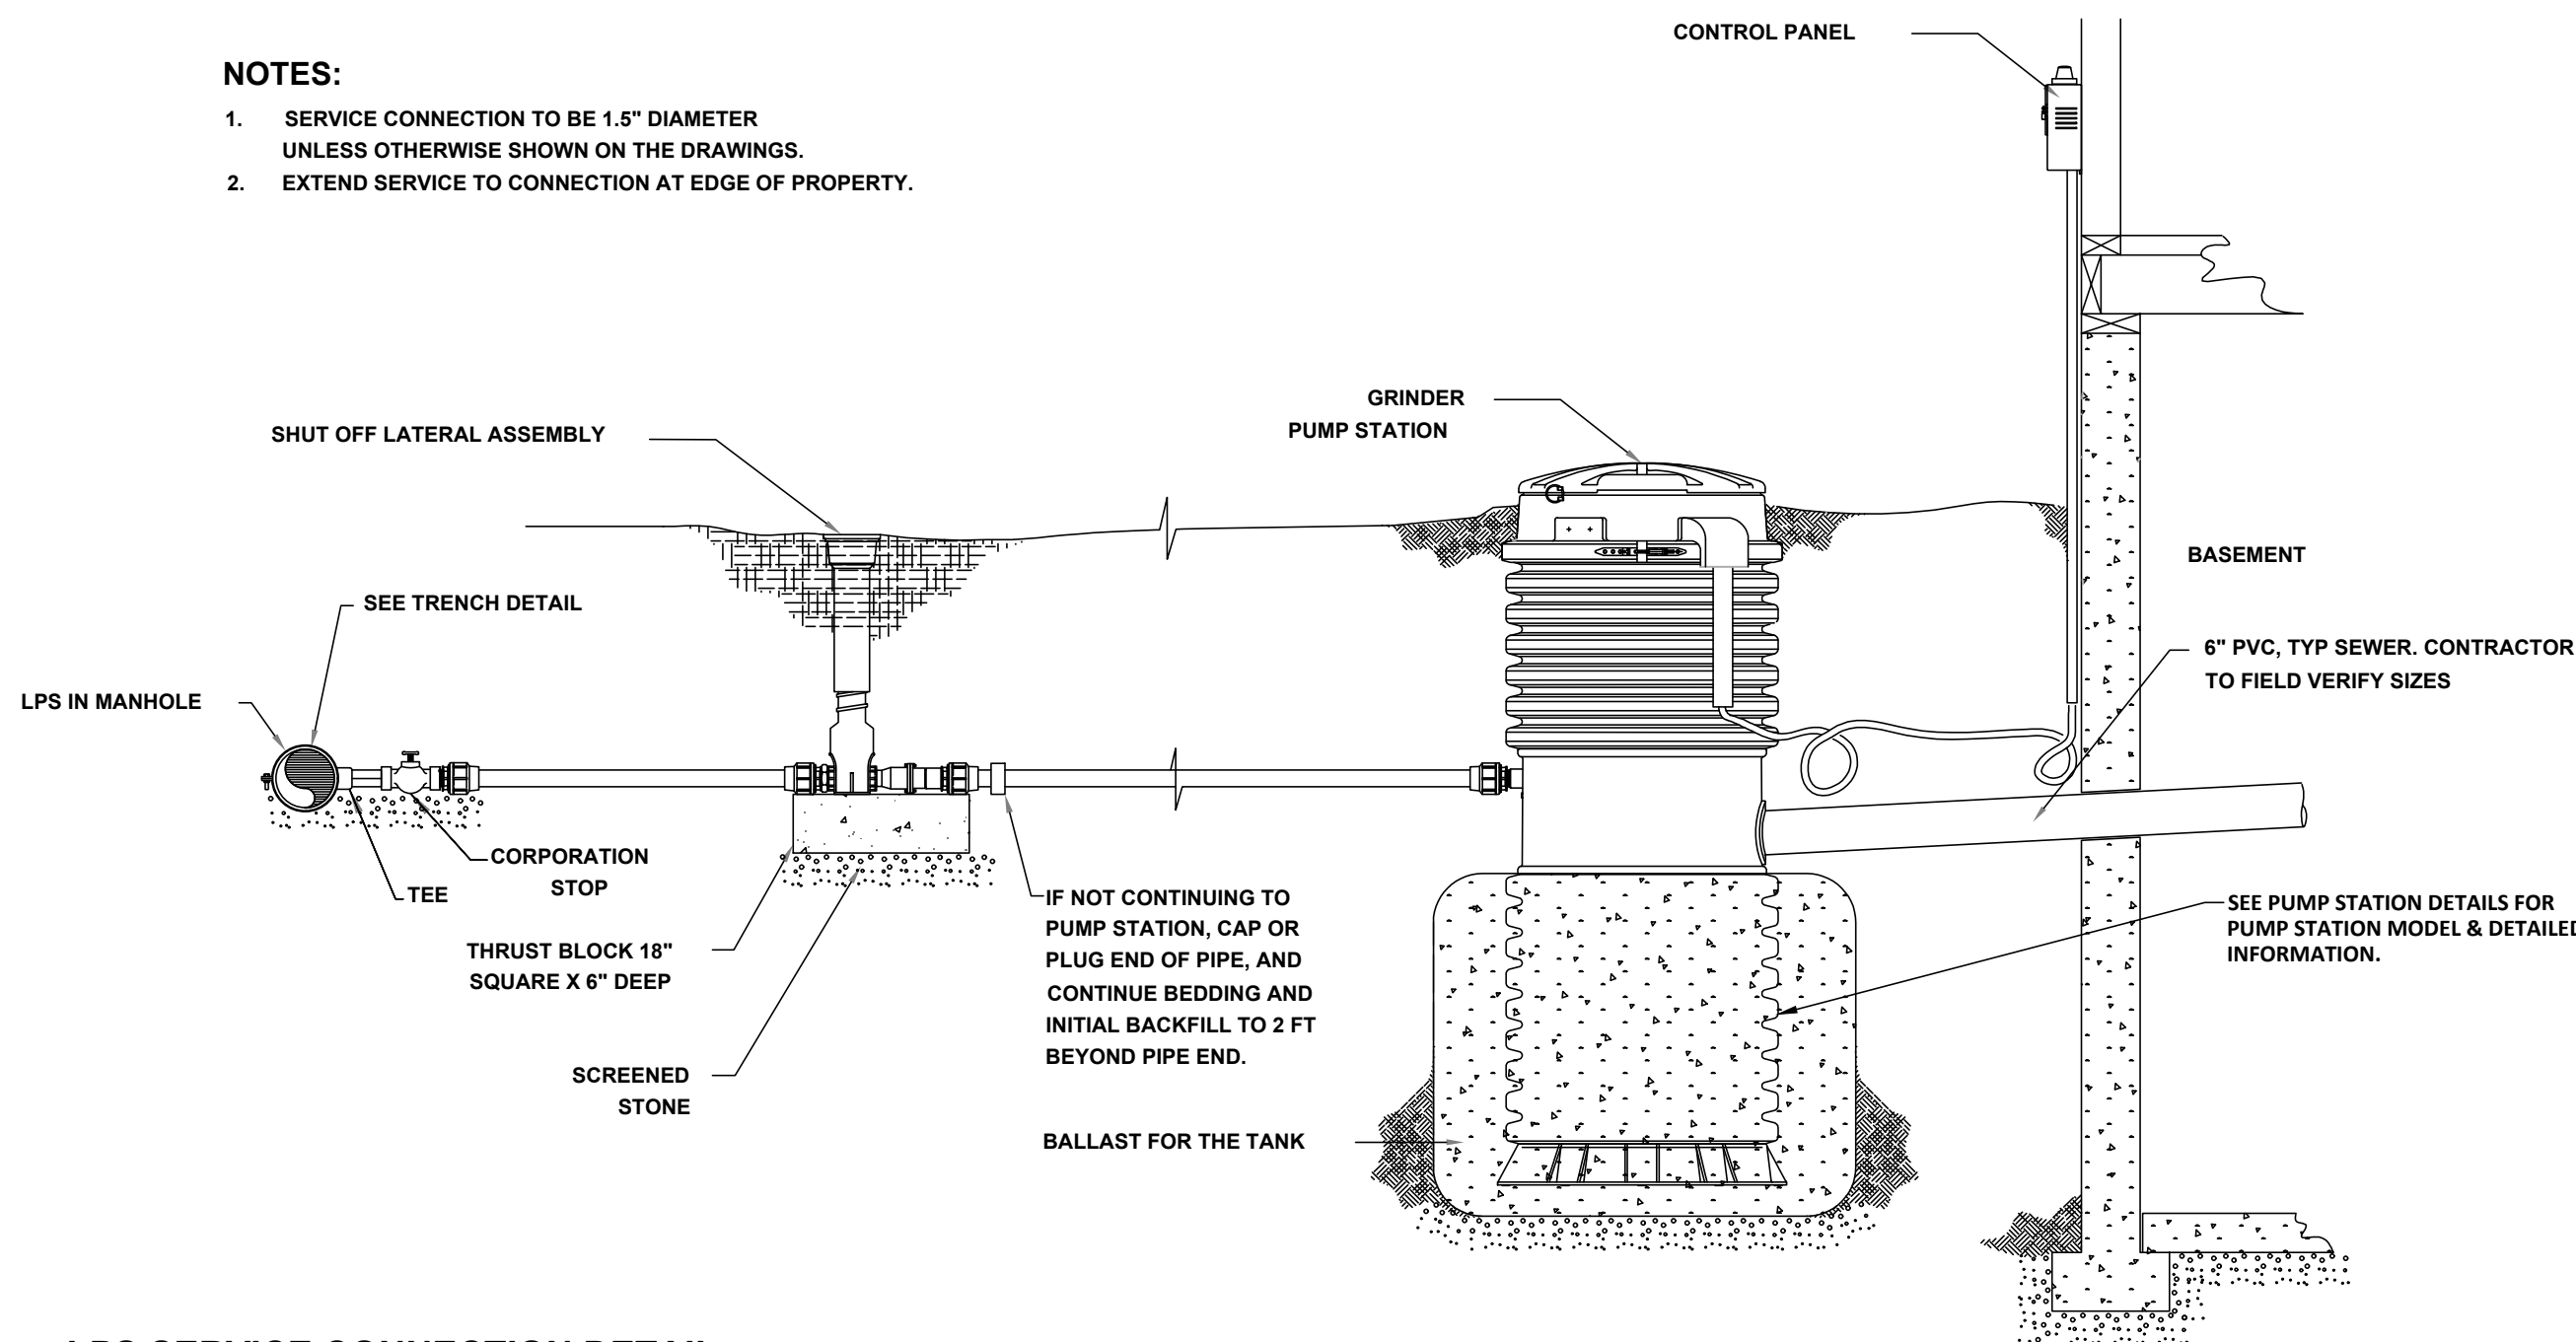 CONTROL PANEL
NOTES:
1. SERVICE CONNECTION TO BE 1.5" DIAMETER
UNLESS OTHERWISE SHOWN ON THE DRAWINGS.
2. EXTEND SERVICE TO CONNECTION AT EDGE OF PROPERTY.
GRINDER
PUMP STATION
SHUT OFF LATERAL ASSEMBLY
BASEMENT
SEE TRENCH DETAIL
6" PVC, TYP SEWER. CONTRACTOR
TO FIELD VERIFY SIZES
LPS IN MANHOLE
CORPORATION
STOP
TEE
THRUST BLOCK 18"
SQUARE X 6" DEEP
IF NOT CONTINUING TO
PUMP STATION, CAP OR
PLUG END OF PIPE, AND
CONTINUE BEDDING AND
INITIAL BACKFILL TO 2 FT
BEYOND PIPE END.
SEE PUMP STATION DETAILS FOR
PUMP STATION MODEL & DETAILED
INFORMATION.
SCREENED
STONE
BALLAST FOR THE TANK